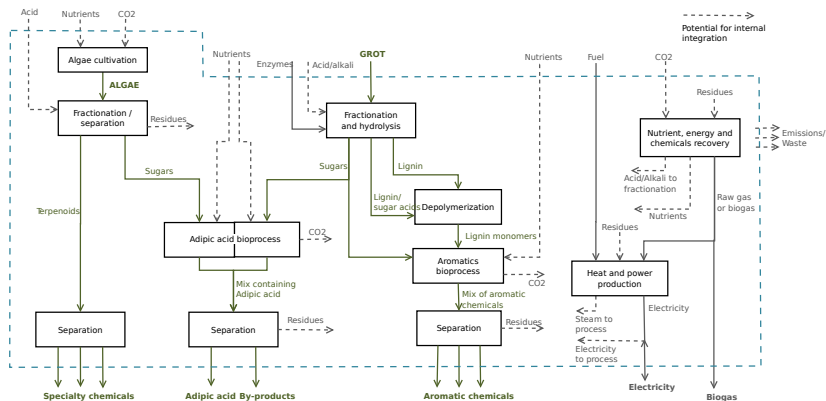 Acid
Nutrients
CO2
Potential for internal
integration
Algae cultivation
ALGAE
Fractionation /
separation
Residues
Sugars
Terpenoids
Nutrients
Enzymes
Acid/alkali
GROT
Fractionation
and hydrolysis
Sugars
Lignin
Lignin/
sugar acids
Depolymerization
Lignin monomers
Adipic acid bioprocess
CO2
Mix containing
Adipic acid
Nutrients
Aromatics
bioprocess
CO2
Mix of aromatic
chemicals
Fuel
CO2
Residues
Nutrient, energy and
chemicals recovery
Emissions/
Waste
Acid/Alkali to
fractionation
Nutrients
Raw gas
or biogas
Residues
Heat and power
production
Steam to
process
Electricity
Electricity
to process
Separation
Separation
Residues
Separation
Residues
Specialty chemicals
Adipic acid By-products
Aromatic chemicals
Electricity
Biogas